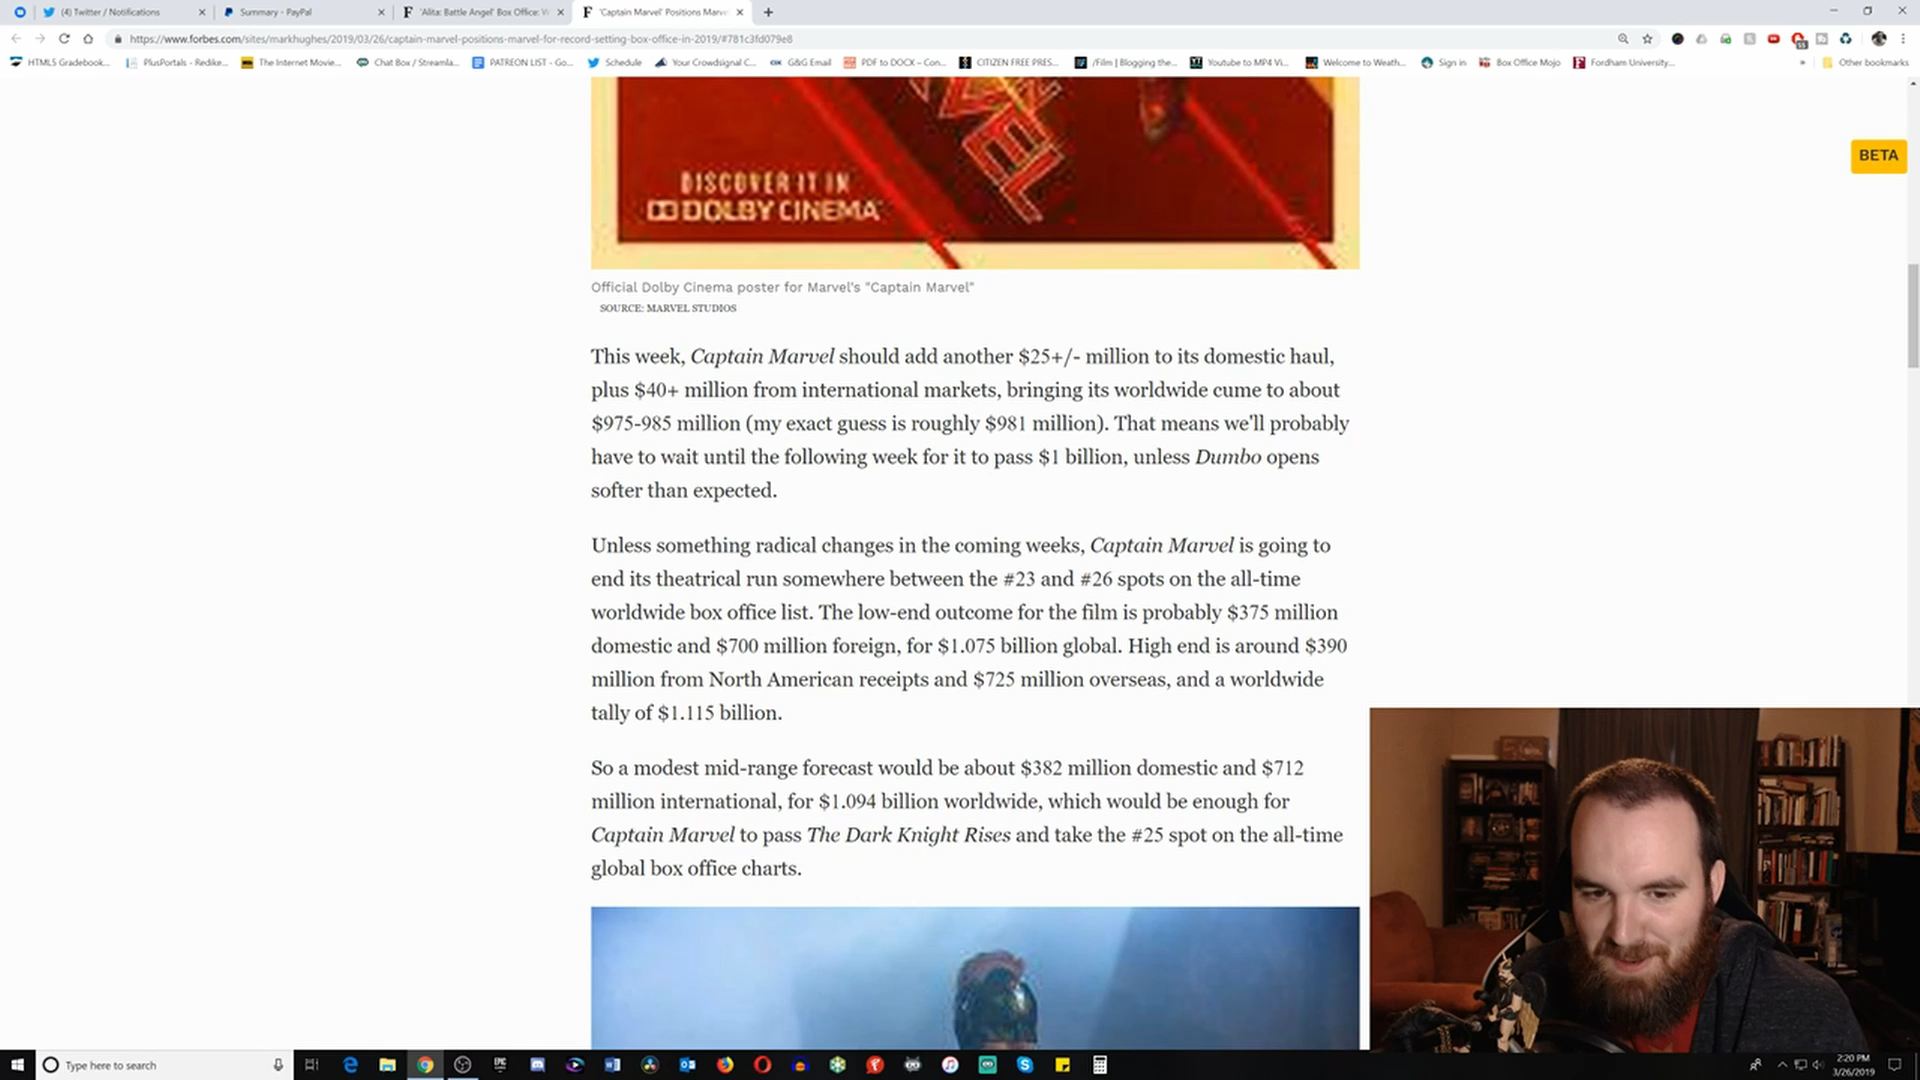 (4) Twitter / Notifications
Summary - PayPal
'Alita: Battle Angel' Box Office: W
'Captain Marvel' Positions Marve
https://www.forbes.com/sites/markhughes/2019/03/26/captain-marvel-positions-marvel-for-record-setting-box-office-in-2019/#781c3fd079e8
HTML5 Gradebook...
PlusPortals - Redike...
The Internet Movie...
Chat Box / Streamla...
PATREON LIST - Go...
Schedule
Your Crowdsignal C...
G&G Email
PDF to DOCX – Con...
CITIZEN FREE PRES...
/Film | Blogging the...
Youtube to MP4 Vi...
Welcome to Weath...
Sign in
Box Office Mojo
Fordham University...
»
Other bookmarks
BETA
DISCOVER IT IN
DOLBY CINEMA
Official Dolby Cinema poster for Marvel's "Captain Marvel"
SOURCE: MARVEL STUDIOS
This week, Captain Marvel should add another $25+/- million to its domestic haul,
plus $40+ million from international markets, bringing its worldwide cume to about
$975-985 million (my exact guess is roughly $981 million). That means we'll probably
have to wait until the following week for it to pass $1 billion, unless Dumbo opens
softer than expected.
Unless something radical changes in the coming weeks, Captain Marvel is going to
end its theatrical run somewhere between the #23 and #26 spots on the all-time
worldwide box office list. The low-end outcome for the film is probably $375 million
domestic and $700 million foreign, for $1.075 billion global. High end is around $390
million from North American receipts and $725 million overseas, and a worldwide
tally of $1.115 billion.
So a modest mid-range forecast would be about $382 million domestic and $712
million international, for $1.094 billion worldwide, which would be enough for
Captain Marvel to pass The Dark Knight Rises and take the #25 spot on the all-time
global box office charts.
Type here to search
2:20 PM
3/26/2019